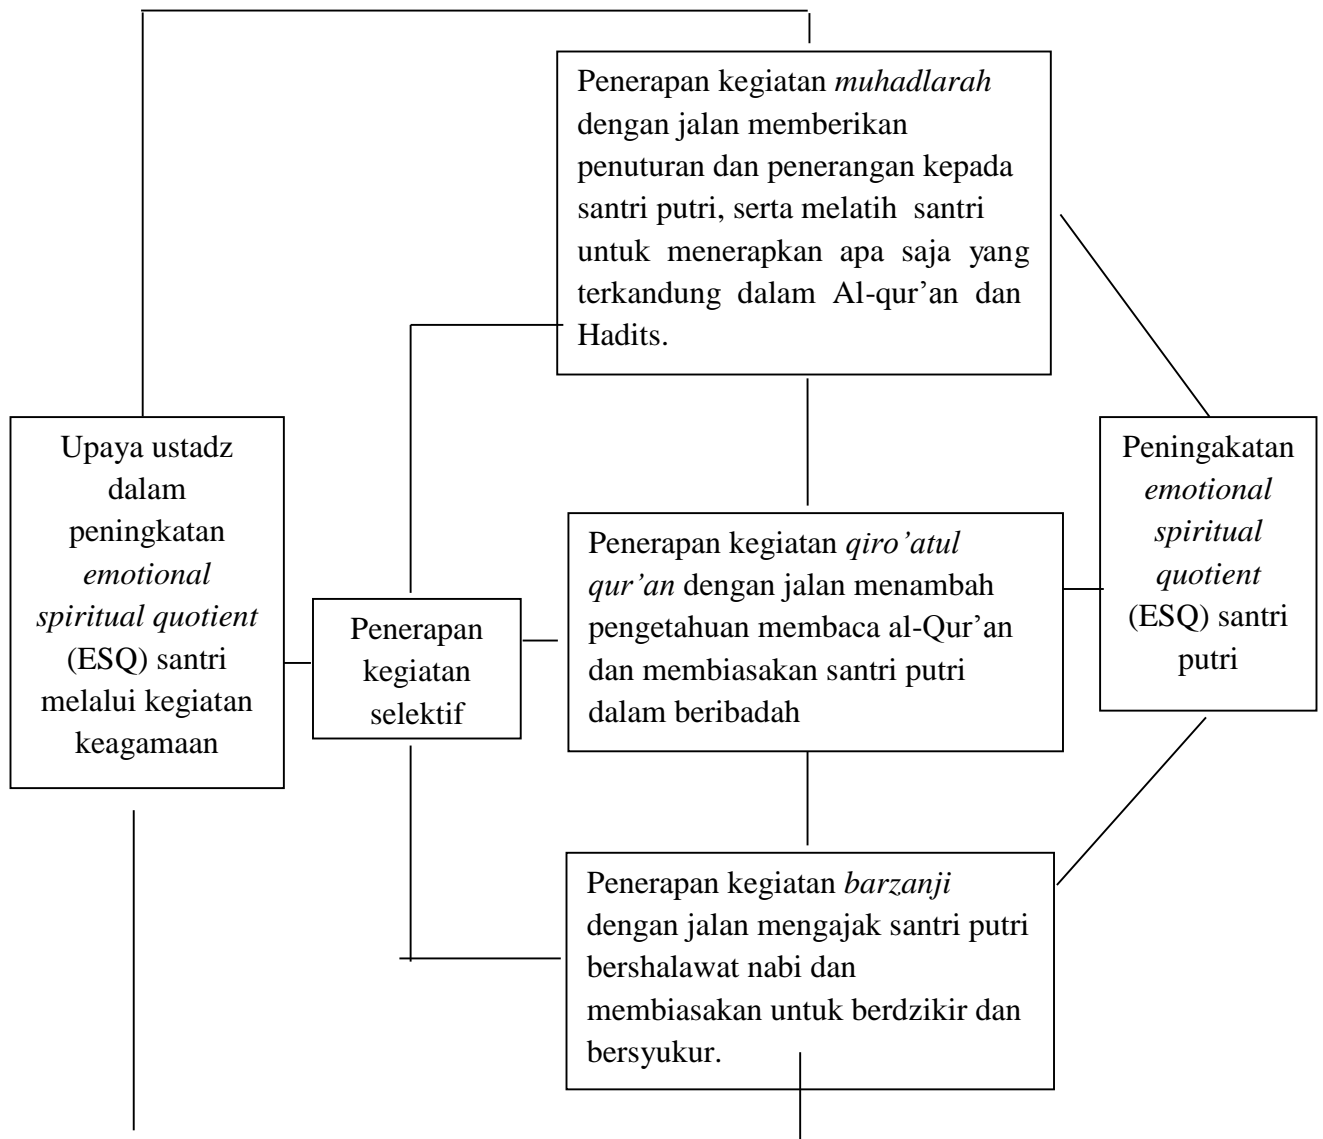 Penerapan kegiatan muhadlarah
dengan jalan memberikan
penuturan dan penerangan kepada
santri putri, serta melatih santri
untuk menerapkan apa saja yang
terkandung dalam Al-qur’an dan
Hadits.
Upaya ustadz
dalam
peningkatan
emotional
spiritual quotient
(ESQ) santri
melalui kegiatan
keagamaan
Penerapan
kegiatan
selektif
Penerapan kegiatan qiro’atul
qur’an dengan jalan menambah
pengetahuan membaca al-Qur’an
dan membiasakan santri putri
dalam beribadah
Penerapan kegiatan barzanji
dengan jalan mengajak santri putri
bershalawat nabi dan
membiasakan untuk berdzikir dan
bersyukur.
Peningakatan
emotional
spiritual
quotient
(ESQ) santri
putri